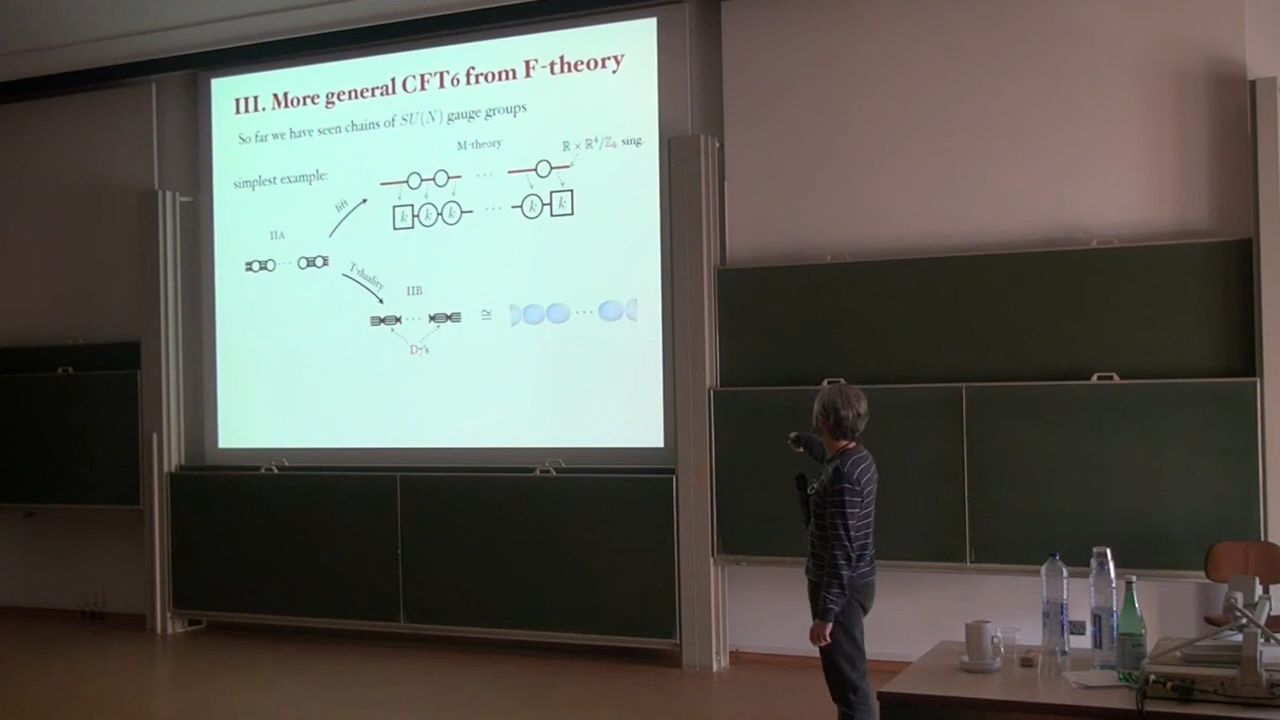 III. More general CFT6 from F-theory
So far we have seen chains of SU(N) gauge groups
M-theory
ℝ × ℝ⁴/ℤₖ sing.
simplest example:
lift
k k k ... k k
IIA
T-duality
IIB
≅
D7's